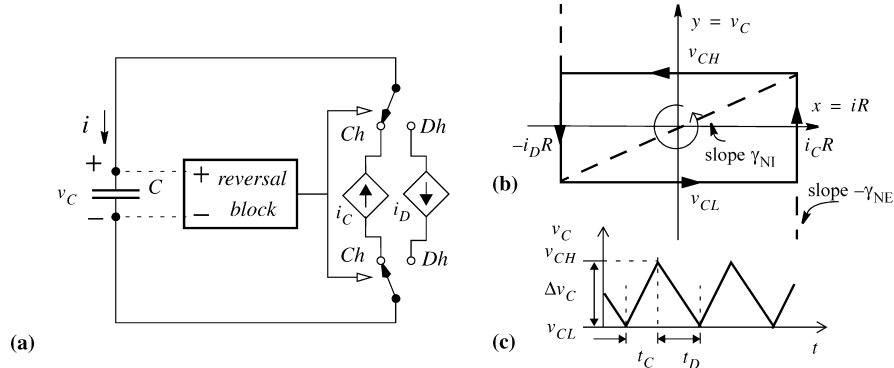 i
+
v_C
C
−
+
−
reversal
block
Ch
Dh
i_C
i_D
Ch
Dh
(a)
y = v_C
v_CH
x = iR
−i_D R
i_C R
slope γ_NI
v_CL
slope −γ_NE
(b)
v_C
v_CH
Δv_C
v_CL
t_C
t_D
t
(c)